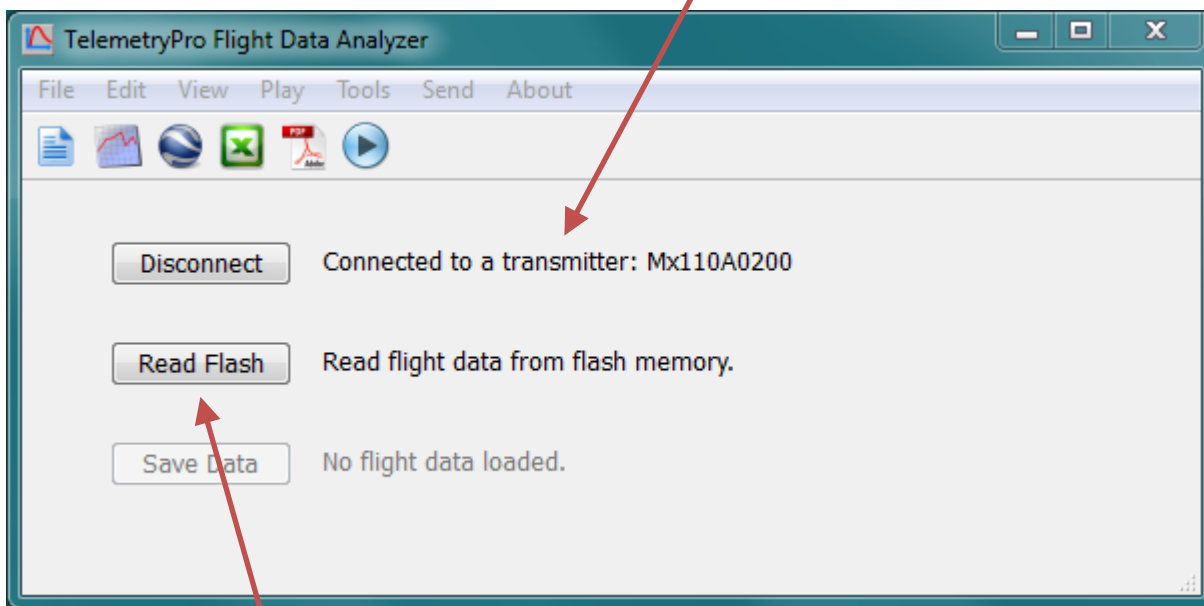 TelemetryPro Flight Data Analyzer
File Edit View Play Tools Send About
PDF
Adobe
Disconnect Connected to a transmitter: Mx110A0200
Read Flash Read flight data from flash memory.
Save Data No flight data loaded.